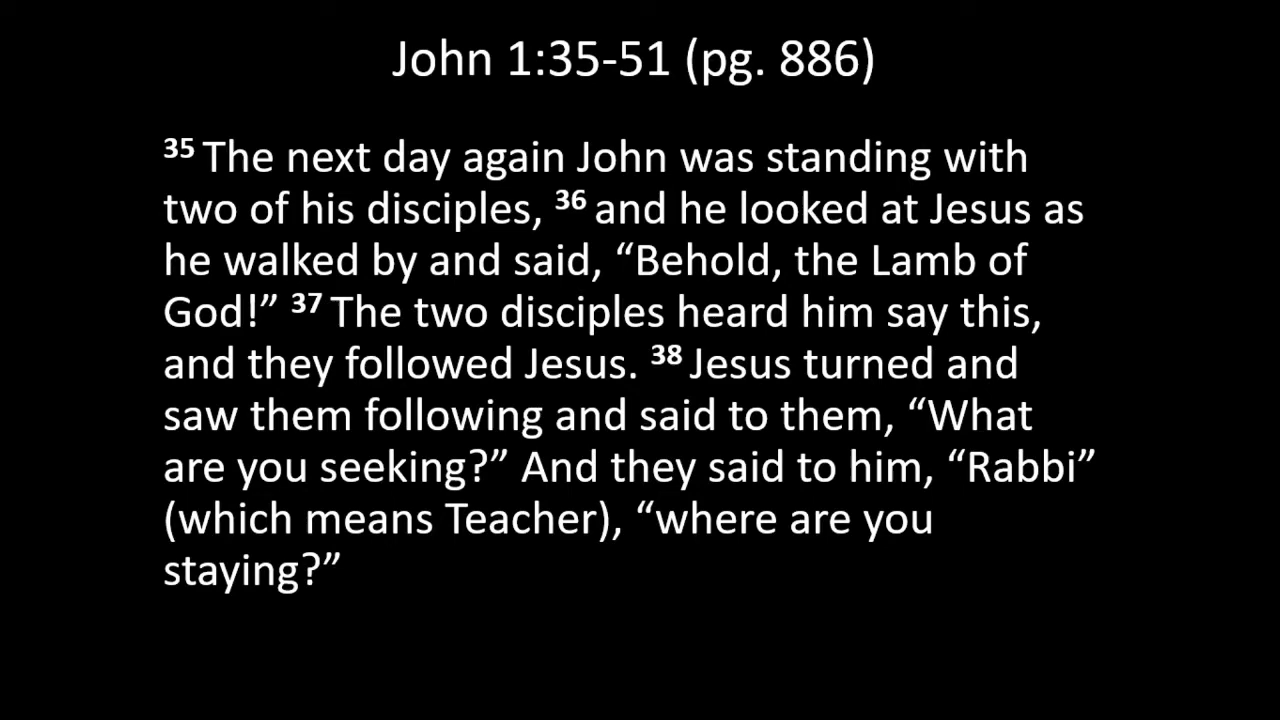 John 1:35-51 (pg. 886)
35 The next day again John was standing with
two of his disciples, 36 and he looked at Jesus as
he walked by and said, “Behold, the Lamb of
God!” 37 The two disciples heard him say this,
and they followed Jesus. 38 Jesus turned and
saw them following and said to them, “What
are you seeking?” And they said to him, “Rabbi”
(which means Teacher), “where are you
staying?”